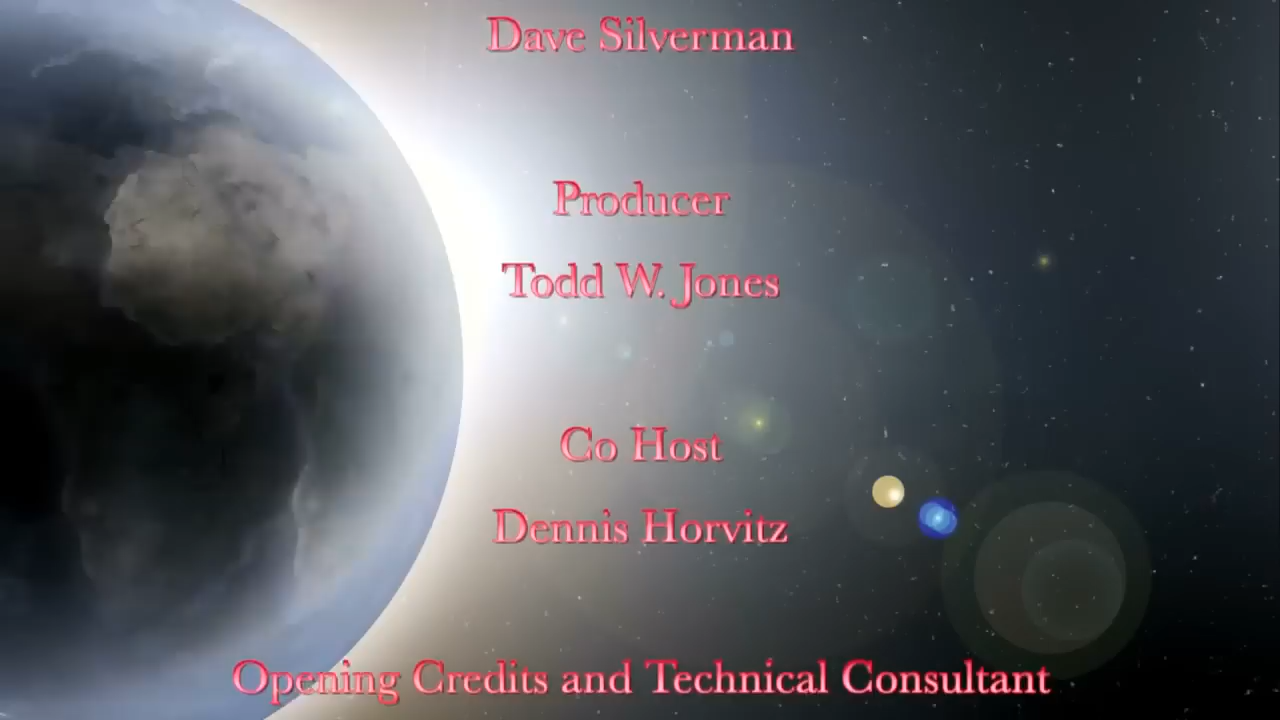 Dave Silverman
Producer
Todd W. Jones
Co Host
Dennis Horvitz
Opening Credits and Technical Consultant